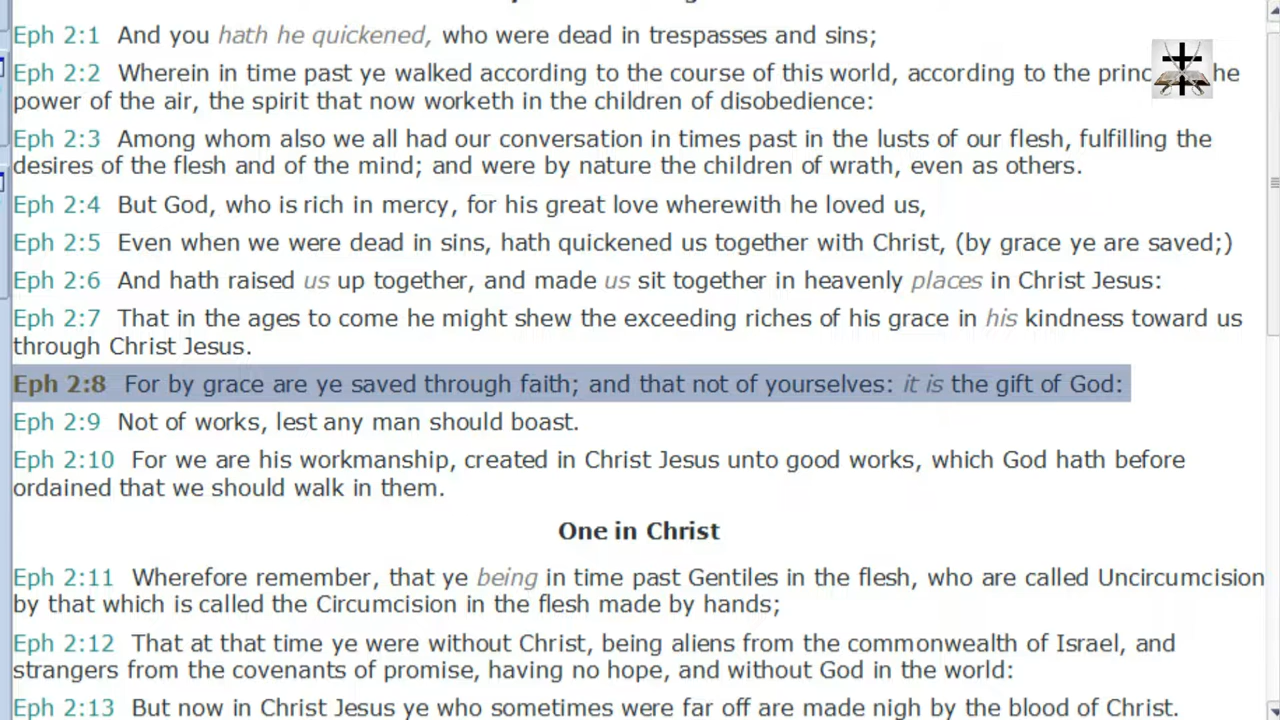 Eph 2:1 And you hath he quickened, who were dead in trespasses and sins;
Eph 2:2 Wherein in time past ye walked according to the course of this world, according to the he
power of the air, the spirit that now worketh in the children of disobedience:
Eph 2:3 Among whom also we all had our conversation in times past in the lusts of our flesh, fulfilling the
desires of the flesh and of the mind; and were by nature the children of wrath, even as others.
Eph 2:4 But God, who is rich in mercy, for his great love wherewith he loved us,
Eph 2:5 Even when we were dead in sins, hath quickened us together with Christ, (by grace ye are saved;)
Eph 2:6 And hath raised us up together, and made us sit together in heavenly places in Christ Jesus:
Eph 2:7 That in the ages to come he might shew the exceeding riches of his grace in his kindness toward us
through Christ Jesus.
Eph 2:8 For by grace are ye saved through faith; and that not of yourselves: it is the gift of God:
Eph 2:9 Not of works, lest any man should boast.
Eph 2:10 For we are his workmanship, created in Christ Jesus unto good works, which God hath before
ordained that we should walk in them.
One in Christ
Eph 2:11 Wherefore remember, that ye being in time past Gentiles in the flesh, who are called Uncircumcision
by that which is called the Circumcision in the flesh made by hands;
Eph 2:12 That at that time ye were without Christ, being aliens from the commonwealth of Israel, and
strangers from the covenants of promise, having no hope, and without God in the world:
Eph 2:13 But now in Christ Jesus ye who sometimes were far off are made nigh by the blood of Christ.